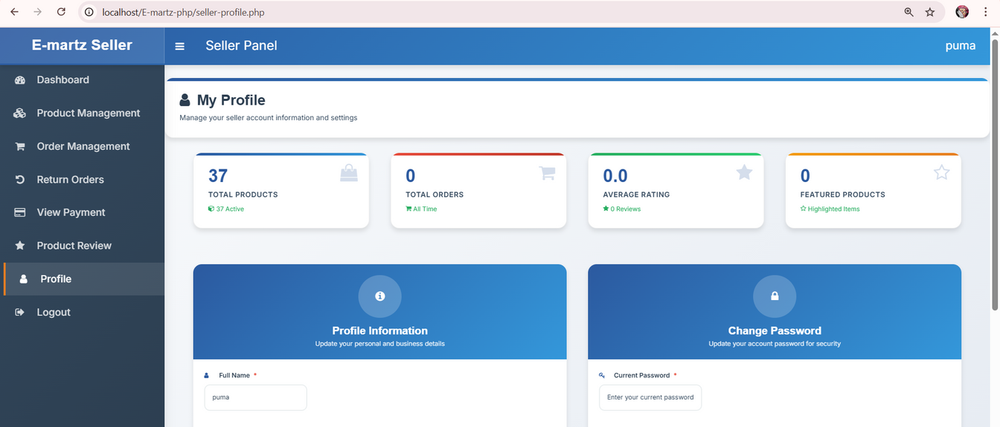 localhost/E-martz-php/seller-profile.php
E-martz Seller
Seller Panel
puma
Dashboard
Product Management
Order Management
Return Orders
View Payment
Product Review
Profile
Logout
My Profile
Manage your seller account information and settings
37
TOTAL PRODUCTS
37 Active
0
TOTAL ORDERS
All Time
0.0
AVERAGE RATING
0 Reviews
0
FEATURED PRODUCTS
Highlighted Items
Profile Information
Update your personal and business details
Full Name *
puma
Change Password
Update your account password for security
Current Password *
Enter your current password